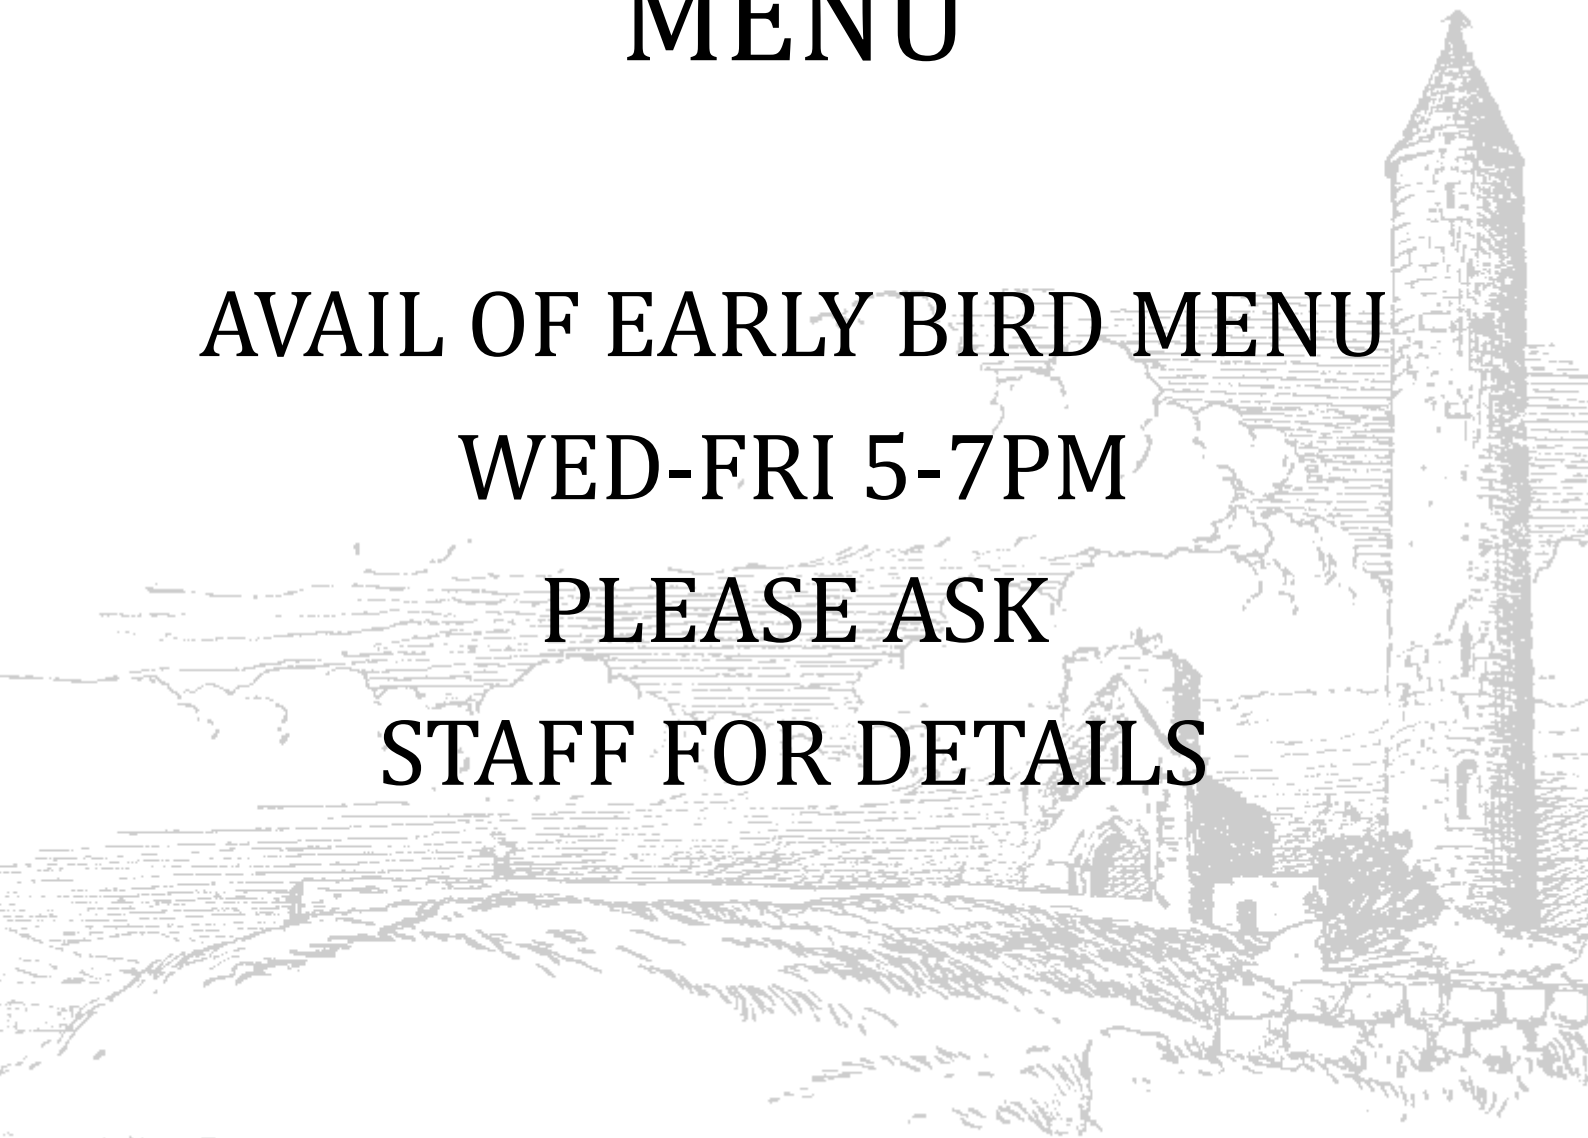 MENU
AVAIL OF EARLY BIRD MENU
WED-FRI 5-7PM
PLEASE ASK
STAFF FOR DETAILS